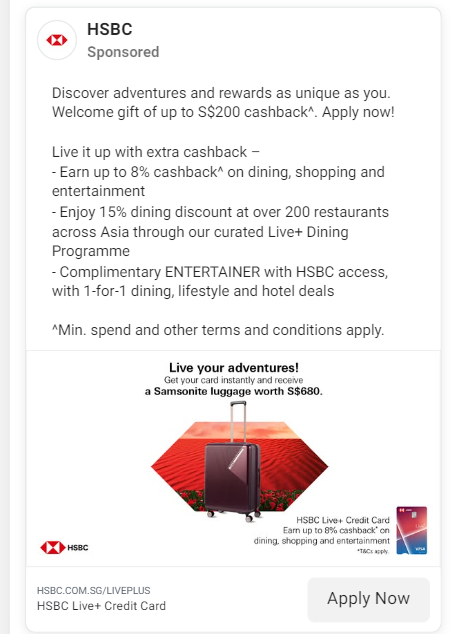 HSBC
Sponsored
Discover adventures and rewards as unique as you.
Welcome gift of up to S$200 cashback^. Apply now!
Live it up with extra cashback –
- Earn up to 8% cashback^ on dining, shopping and
entertainment
- Enjoy 15% dining discount at over 200 restaurants
across Asia through our curated Live+ Dining
Programme
- Complimentary ENTERTAINER with HSBC access,
with 1-for-1 dining, lifestyle and hotel deals
^Min. spend and other terms and conditions apply.
Live your adventures!
Get your card instantly and receive
a Samsonite luggage worth S$680.
HSBC Live+ Credit Card
Earn up to 8% cashback^ on
dining, shopping and entertainment
^T&Cs apply.
VISA
HSBC
HSBC.COM.SG/LIVEPLUS
HSBC Live+ Credit Card
Apply Now